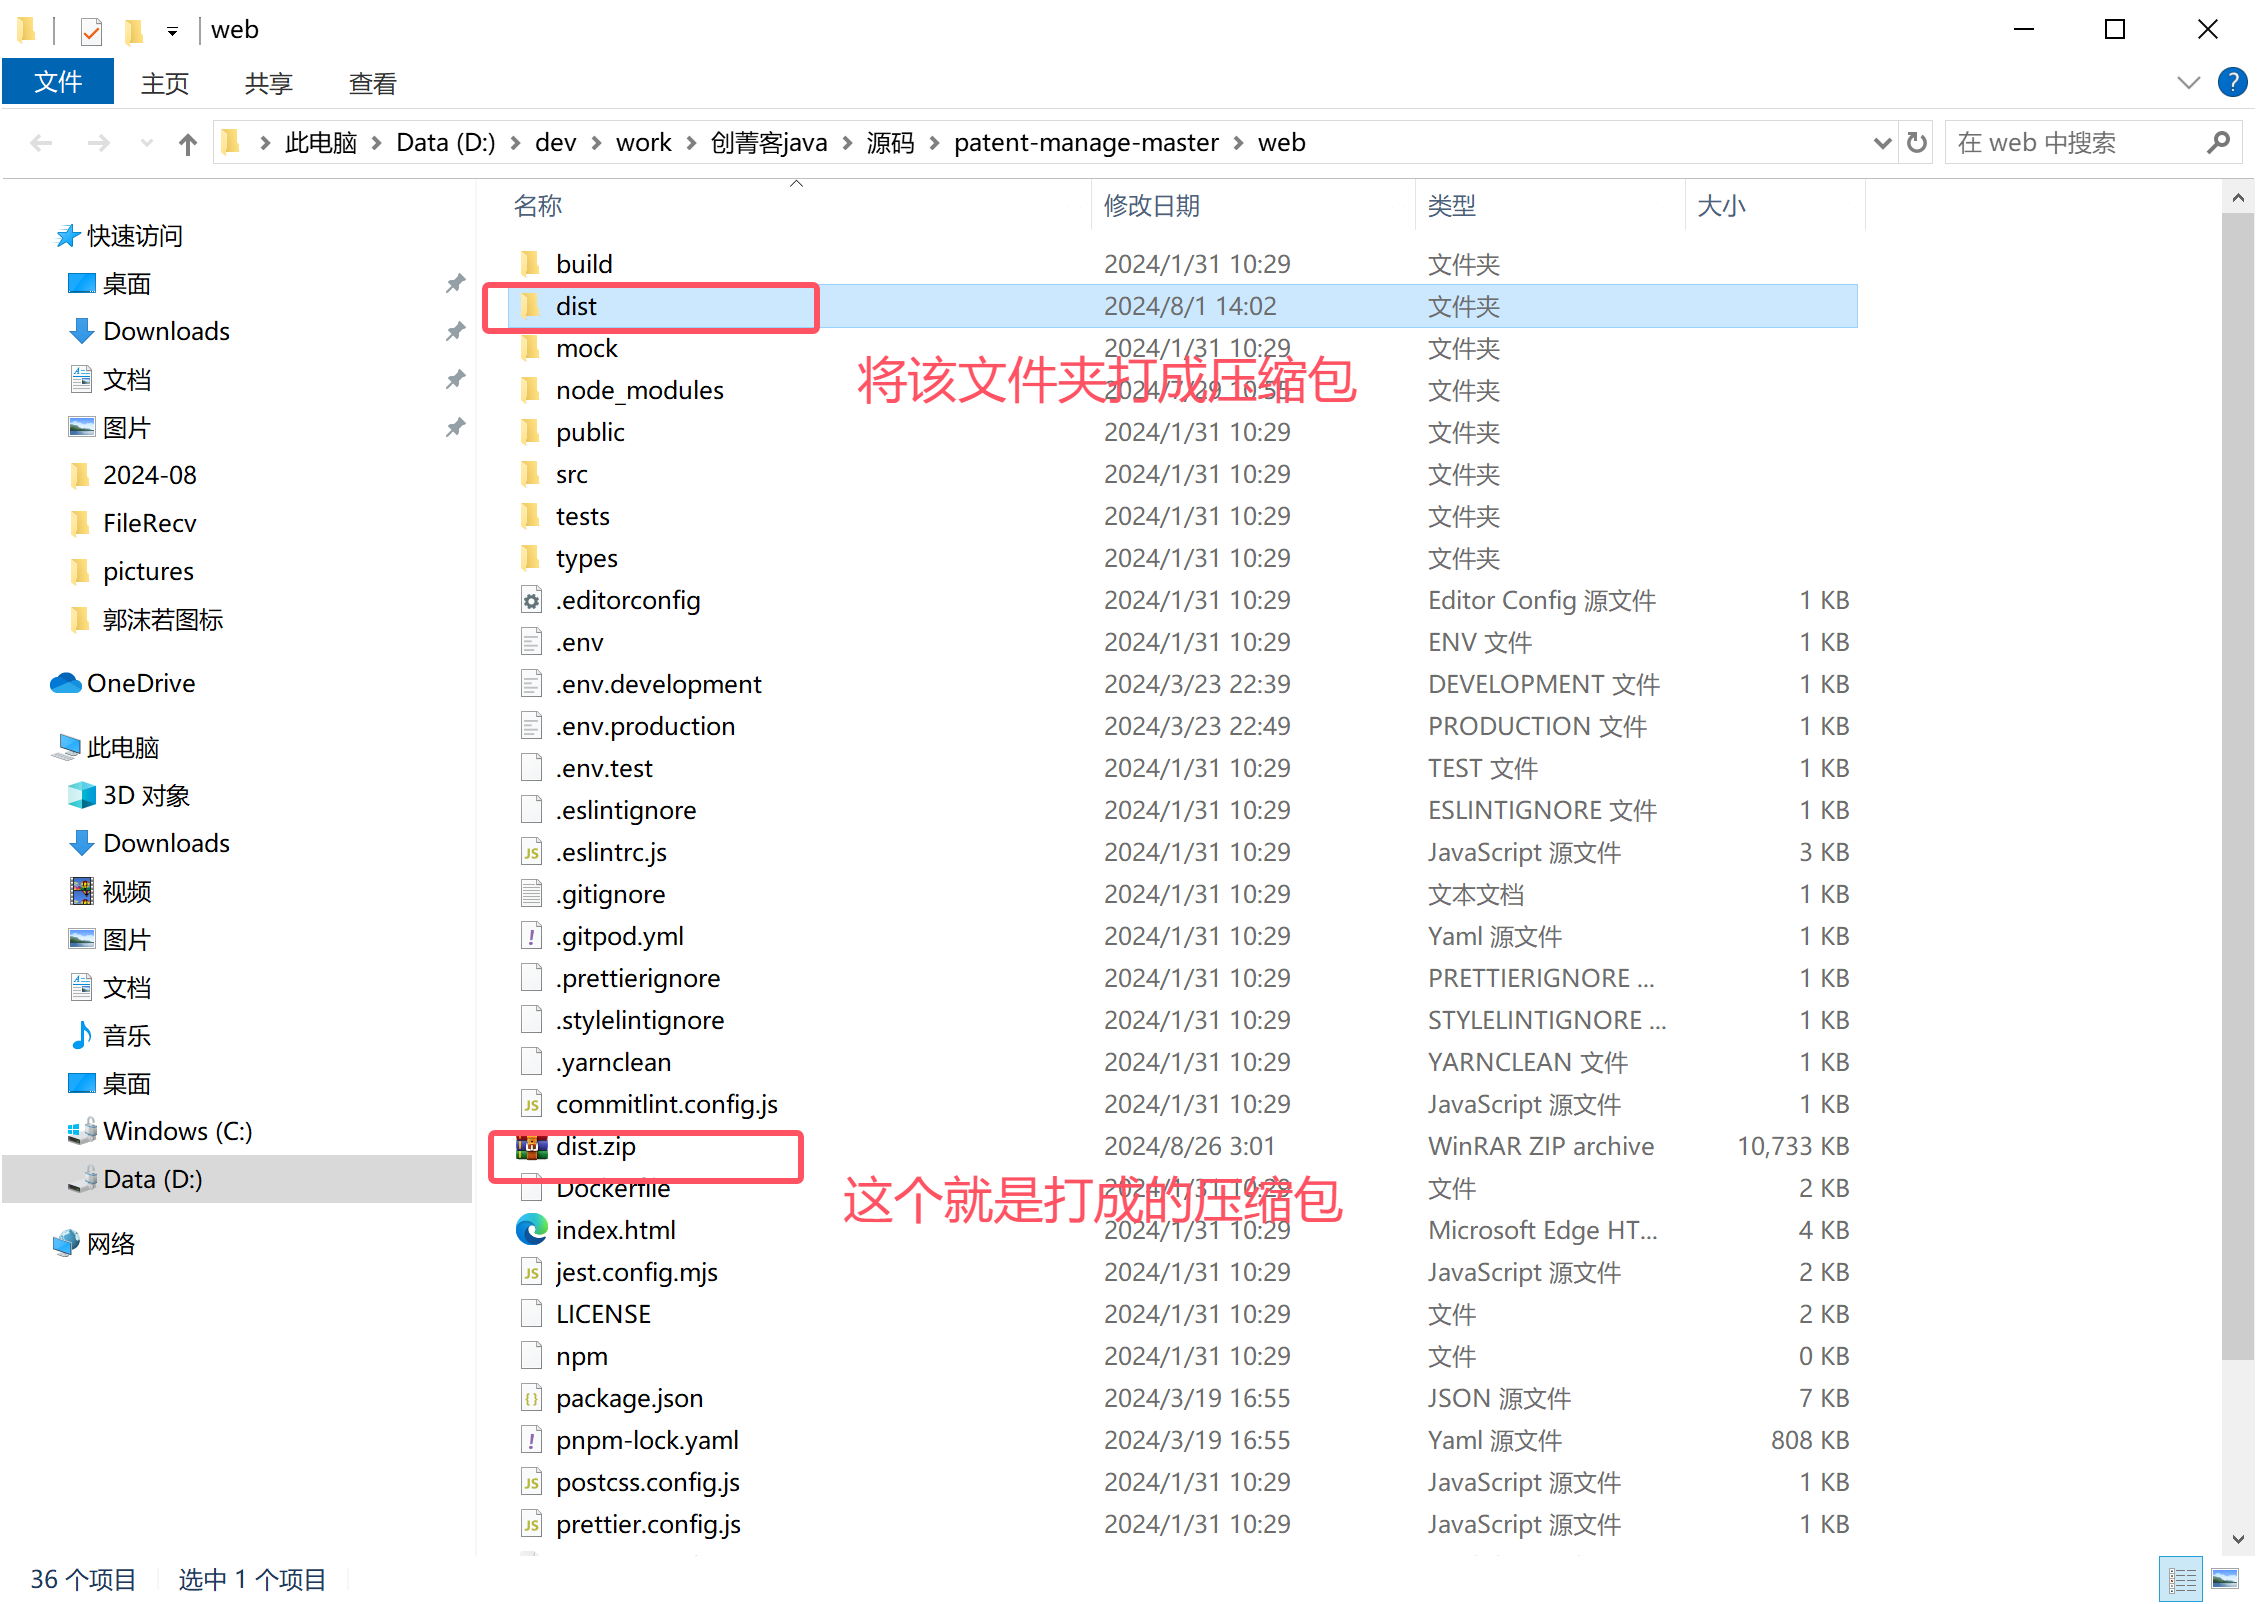 web
文件 主页 共享 查看
此电脑 Data (D:) dev work 创菁客java 源码 patent-manage-master web
在 web 中搜索
快速访问
桌面
Downloads
文档
图片
2024-08
FileRecv
pictures
郭沫若图标
OneDrive
此电脑
3D 对象
Downloads
视频
图片
文档
音乐
桌面
Windows (C:)
Data (D:)
网络
名称 修改日期 类型 大小
build 2024/1/31 10:29 文件夹
dist 2024/8/1 14:02 文件夹
mock 2024/1/31 10:29 文件夹
将该文件夹打成压缩包
node_modules 2024/7/29 10:55 文件夹
public 2024/1/31 10:29 文件夹
src 2024/1/31 10:29 文件夹
tests 2024/1/31 10:29 文件夹
types 2024/1/31 10:29 文件夹
.editorconfig 2024/1/31 10:29 Editor Config 源文件 1 KB
.env 2024/1/31 10:29 ENV 文件 1 KB
.env.development 2024/3/23 22:39 DEVELOPMENT 文件 1 KB
.env.production 2024/3/23 22:49 PRODUCTION 文件 1 KB
.env.test 2024/1/31 10:29 TEST 文件 1 KB
.eslintignore 2024/1/31 10:29 ESLINTIGNORE 文件 1 KB
.eslintrc.js 2024/1/31 10:29 JavaScript 源文件 3 KB
.gitignore 2024/1/31 10:29 文本文档 1 KB
.gitpod.yml 2024/1/31 10:29 Yaml 源文件 1 KB
.prettierignore 2024/1/31 10:29 PRETTIERIGNORE ... 1 KB
.stylelintignore 2024/1/31 10:29 STYLELINTIGNORE ... 1 KB
.yarnclean 2024/1/31 10:29 YARNCLEAN 文件 1 KB
commitlint.config.js 2024/1/31 10:29 JavaScript 源文件 1 KB
dist.zip 2024/8/26 3:01 WinRAR ZIP archive 10,733 KB
Dockerfile 2024/1/31 10:29 文件 2 KB
这个就是打成的压缩包
index.html 2024/1/31 10:29 Microsoft Edge HT... 4 KB
jest.config.mjs 2024/1/31 10:29 JavaScript 源文件 2 KB
LICENSE 2024/1/31 10:29 文件 2 KB
npm 2024/1/31 10:29 文件 0 KB
package.json 2024/3/19 16:55 JSON 源文件 7 KB
pnpm-lock.yaml 2024/3/19 16:55 Yaml 源文件 808 KB
postcss.config.js 2024/1/31 10:29 JavaScript 源文件 1 KB
prettier.config.js 2024/1/31 10:29 JavaScript 源文件 1 KB
36 个项目 选中 1 个项目